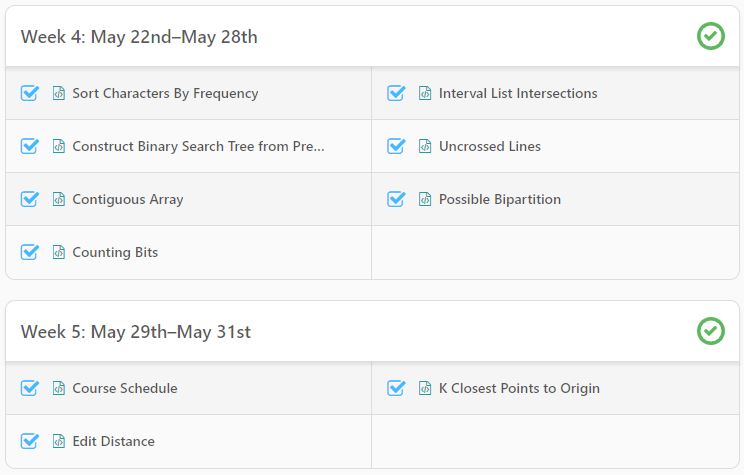 Week 4: May 22nd–May 28th
Sort Characters By Frequency
Interval List Intersections
Construct Binary Search Tree from Pre...
Uncrossed Lines
Contiguous Array
Possible Bipartition
Counting Bits
Week 5: May 29th–May 31st
Course Schedule
K Closest Points to Origin
Edit Distance